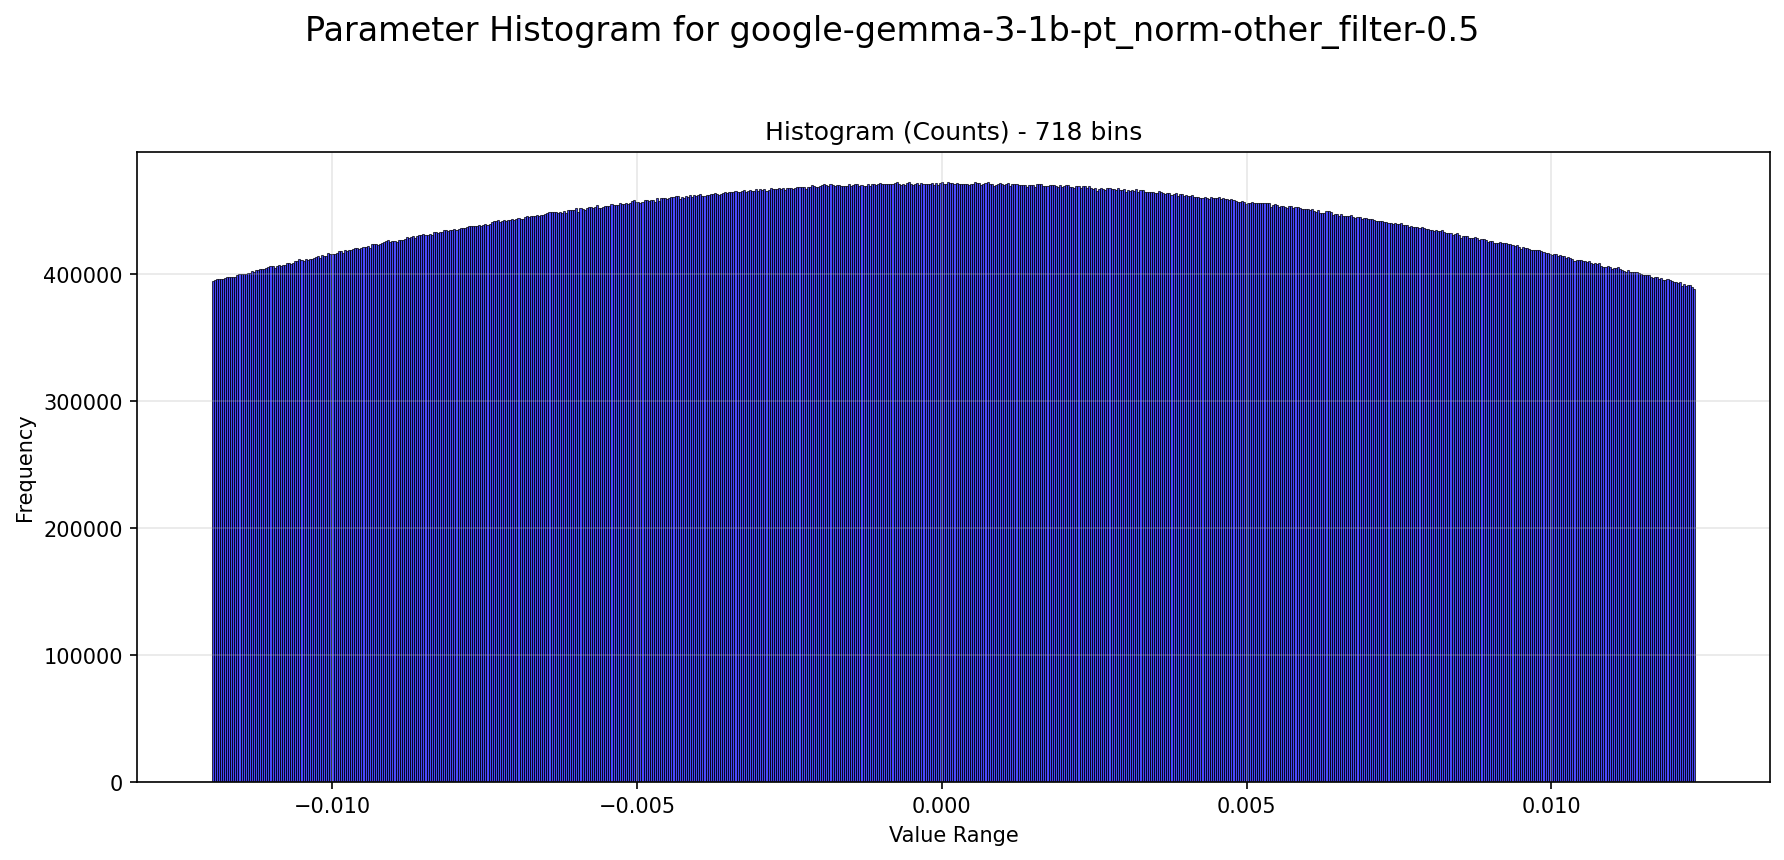 Parameter Histogram for google-gemma-3-1b-pt_norm-other_filter-0.5
Histogram (Counts) - 718 bins
400000
300000
200000
100000
0
Frequency
−0.010
−0.005
0.000
0.005
0.010
Value Range